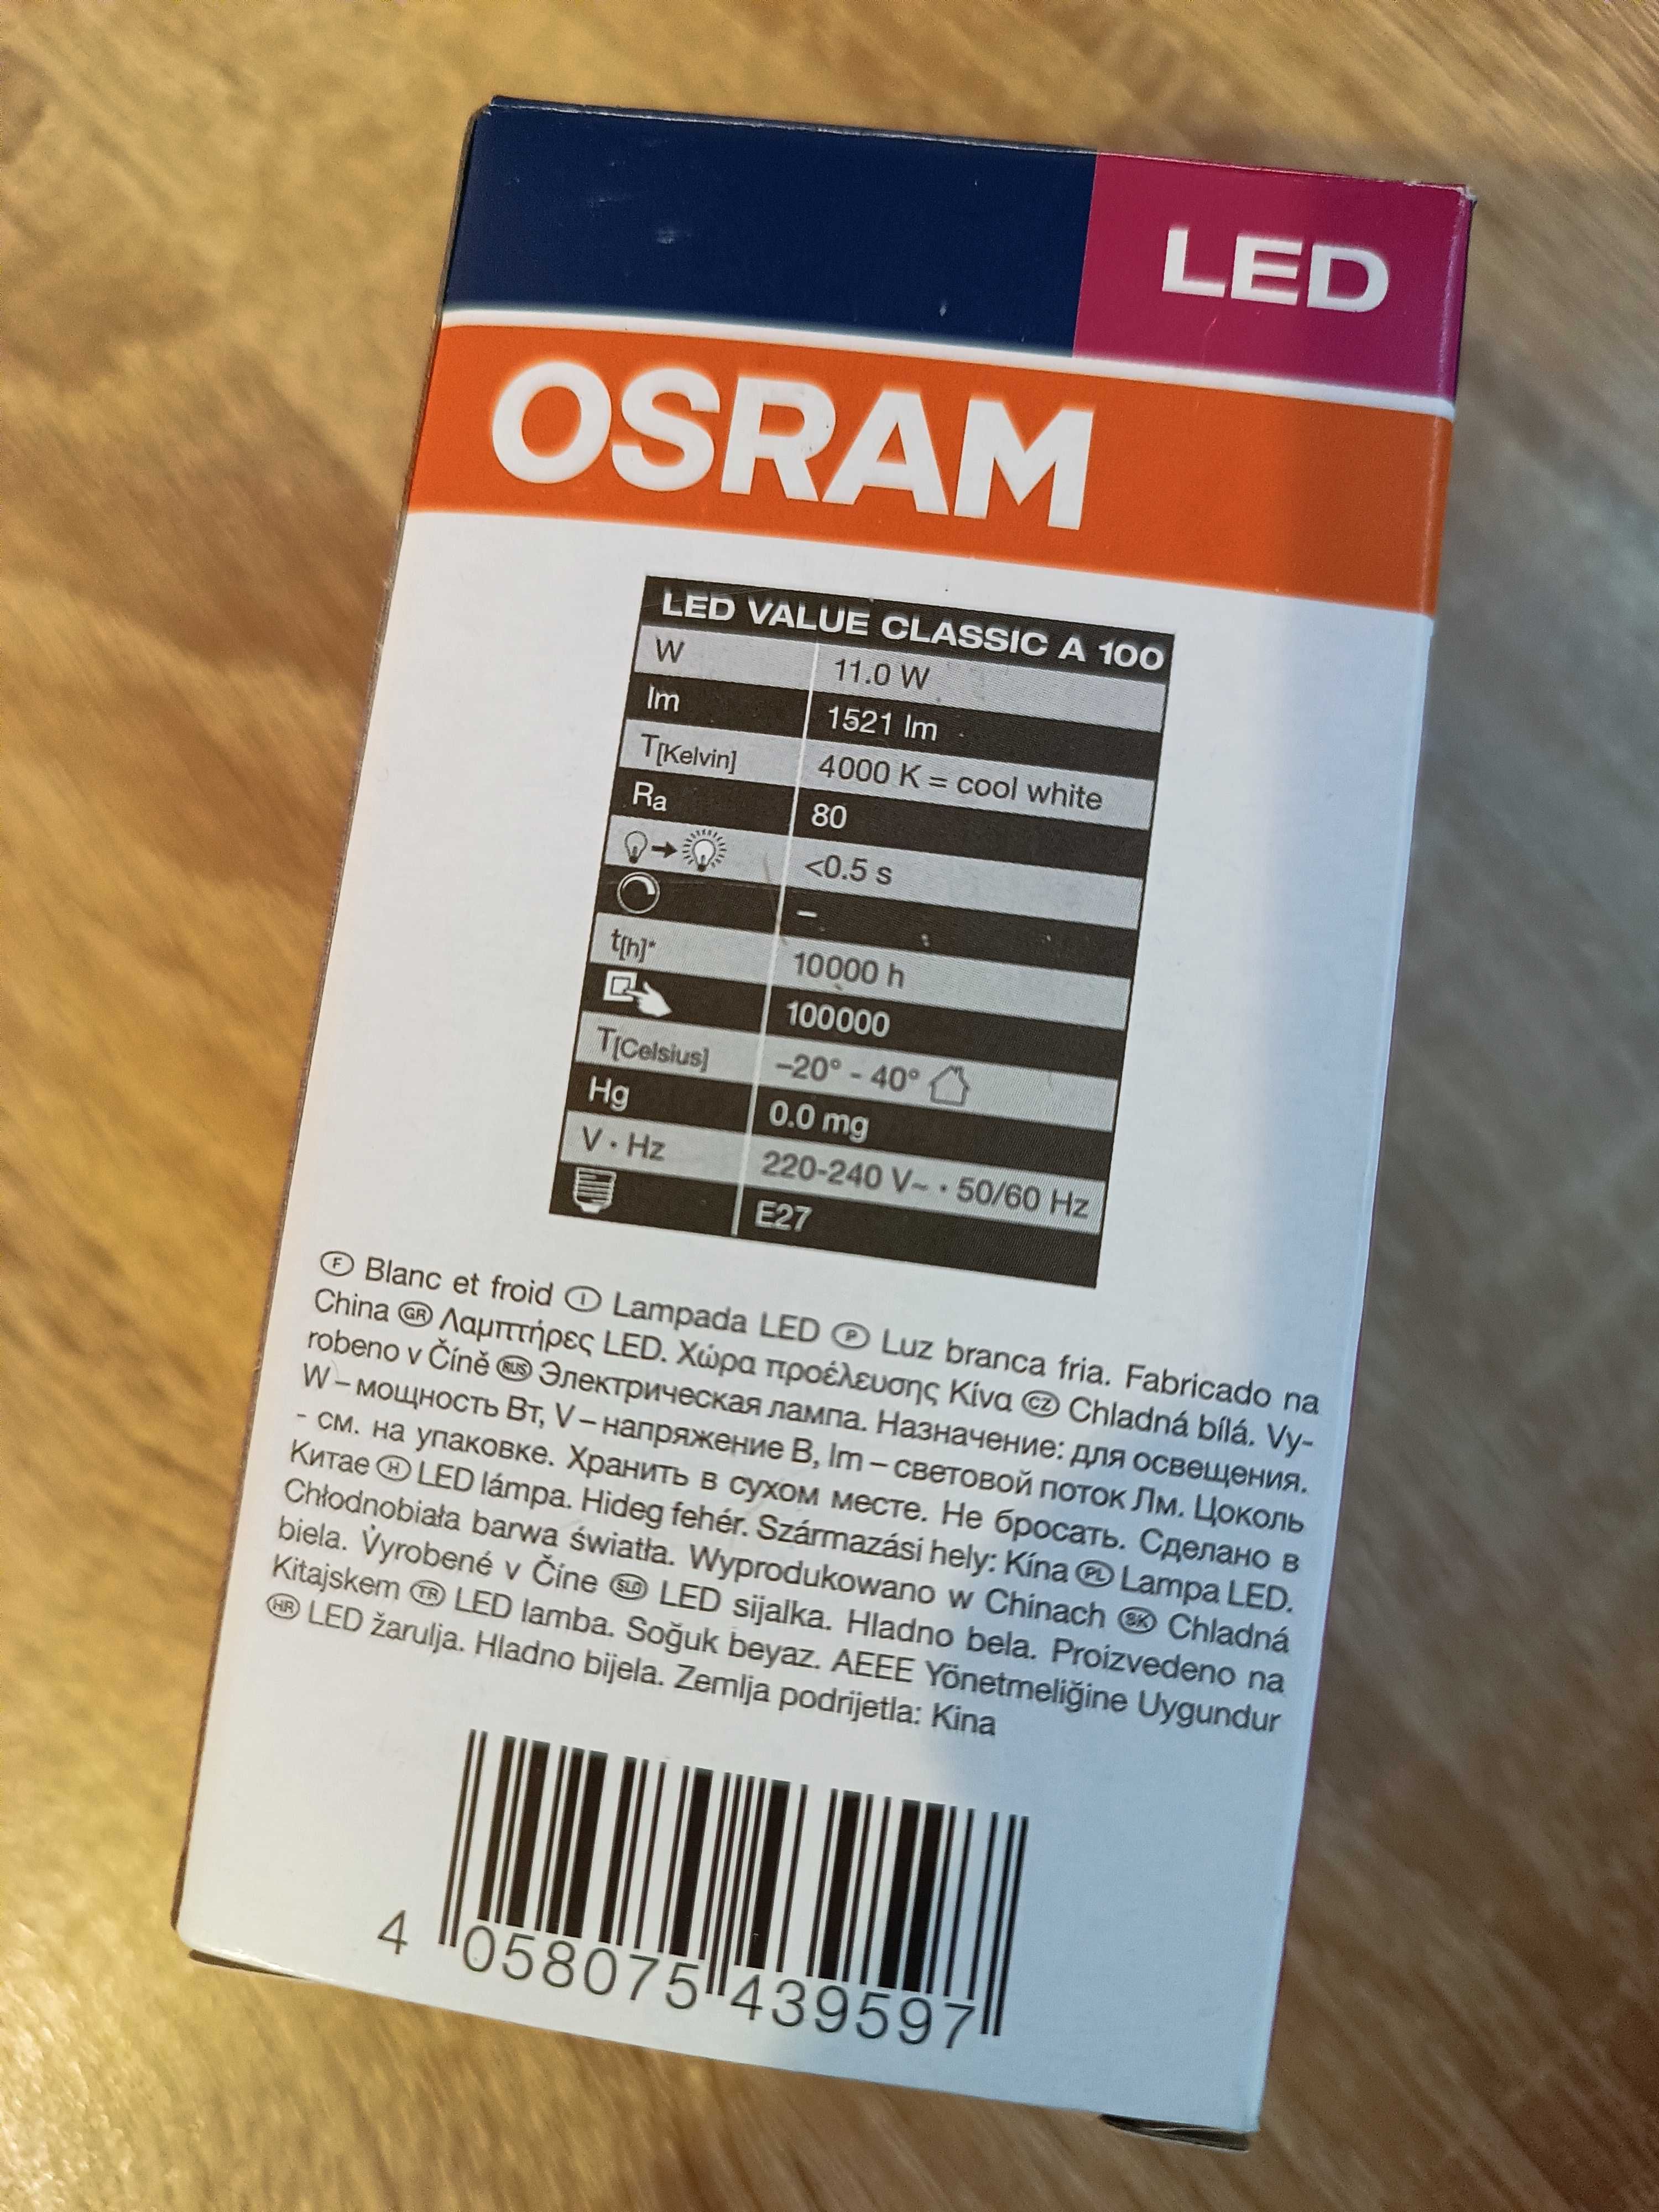 LED
OSRAM
LED VALUE CLASSIC A 100
W 11.0 W
lm 1521 lm
T[Kelvin] 4000 K = cool white
Ra 80
<0.5 s
–
t[h]* 10000 h
100000
T[Celsius] –20° - 40°
Hg 0.0 mg
V · Hz 220-240 V~ · 50/60 Hz
E27
(F) Blanc et froid (I) Lampada LED (P) Luz branca fria. Fabricado na
China (GR) Λαμπτήρες LED. Χώρα προέλευσης Κίνα (CZ) Chladná bílá. Vy-
robeno v Číně (RUS) Электрическая лампа. Назначение: для освещения.
W – мощность Вт, V – напряжение В, lm – световой поток Лм. Цоколь
- см. на упаковке. Хранить в сухом месте. Не бросать. Сделано в
Китае (H) LED lámpa. Hideg fehér. Származási hely: Kína (PL) Lampa LED.
Chłodnobiała barwa światła. Wyprodukowano w Chinach (SK) Chladná
biela. Vyrobené v Číne (SLO) LED sijalka. Hladno bela. Proizvedeno na
Kitajskem (TR) LED lamba. Soğuk beyaz. AEEE Yönetmeliğine Uygundur
(HR) LED žarulja. Hladno bijela. Zemlja podrijetla: Kina
4 058075 439597